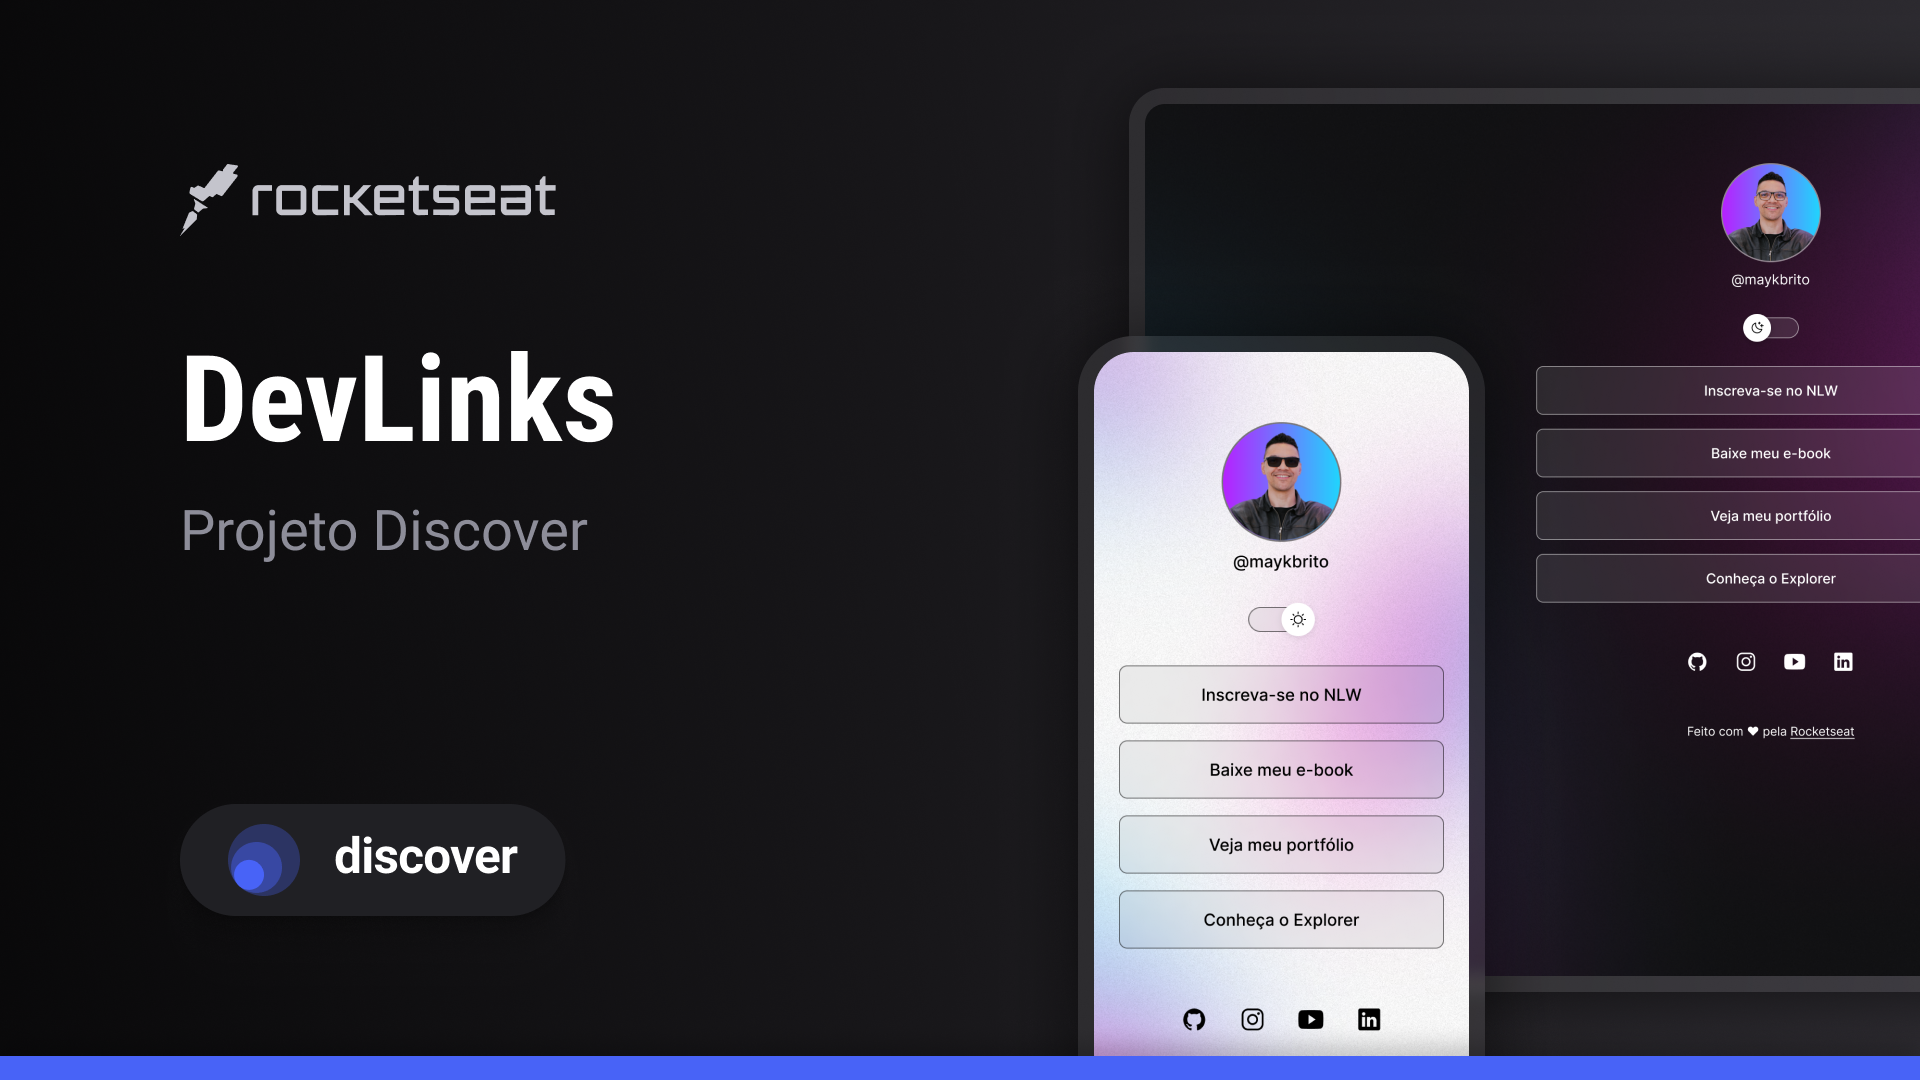 rocketseat
DevLinks
Projeto Discover
discover
@maykbrito
Inscreva-se no NLW
Baixe meu e-book
Veja meu portfólio
Conheça o Explorer
@maykbrito
Inscreva-se no NLW
Baixe meu e-book
Veja meu portfólio
Conheça o Explorer
Feito com ♥ pela Rocketseat